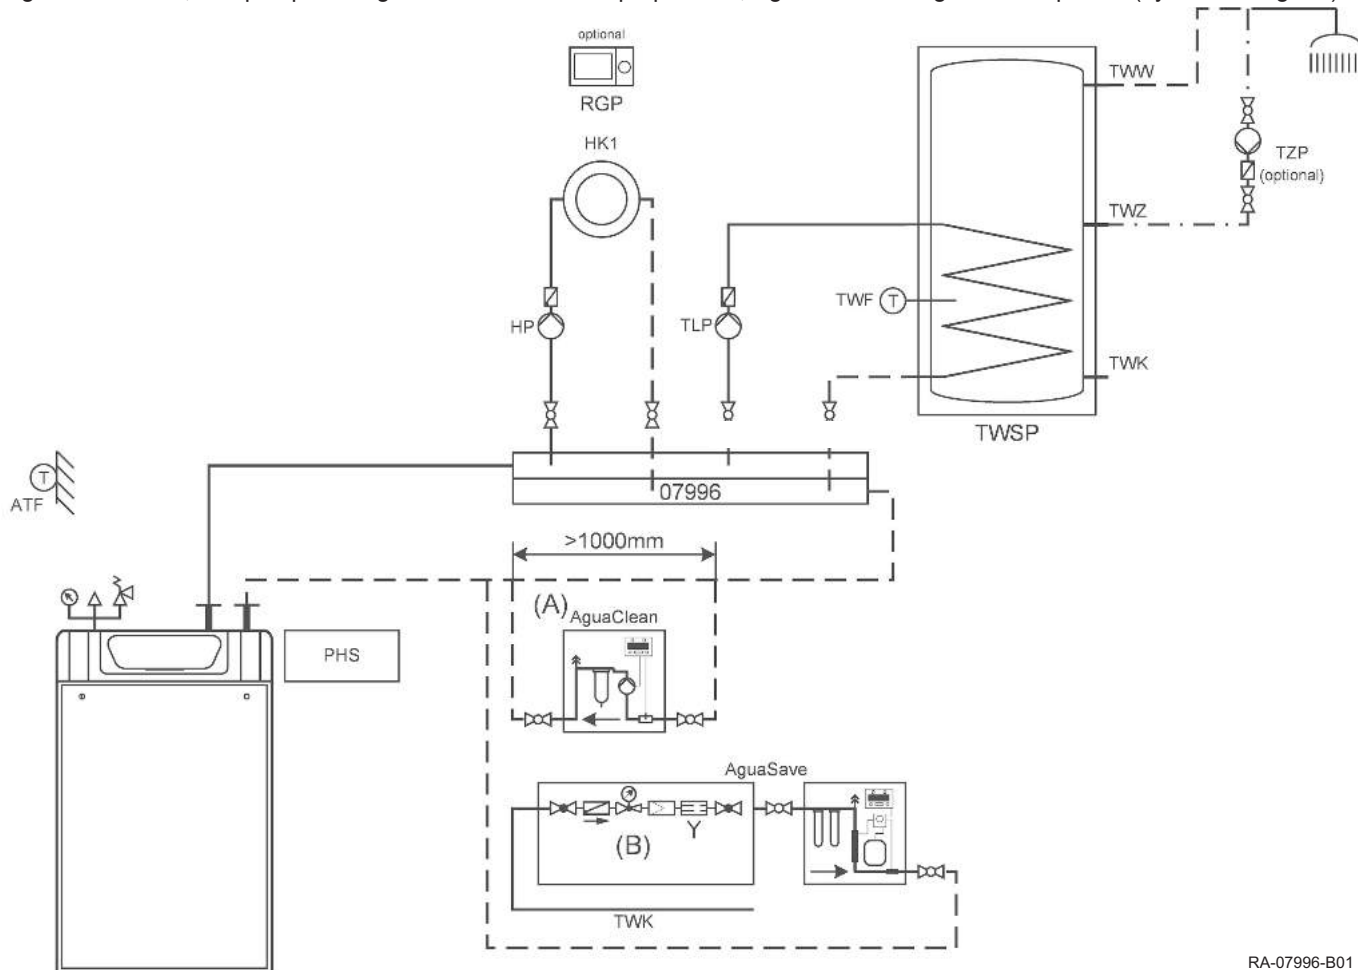 optional
RGP
HK1
TWW
TZP
(optional)
TWZ
TWF
T
HP
TLP
TWK
TWSP
T
ATF
07996
>1000mm
(A)
AguaClean
PHS
AguaSave
Y
(B)
TWK
RA-07996-B01